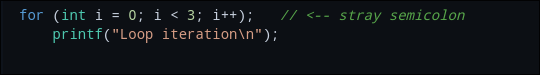 for (int i = 0; i < 3; i++);   // <-- stray semicolon
    printf("Loop iteration\n");